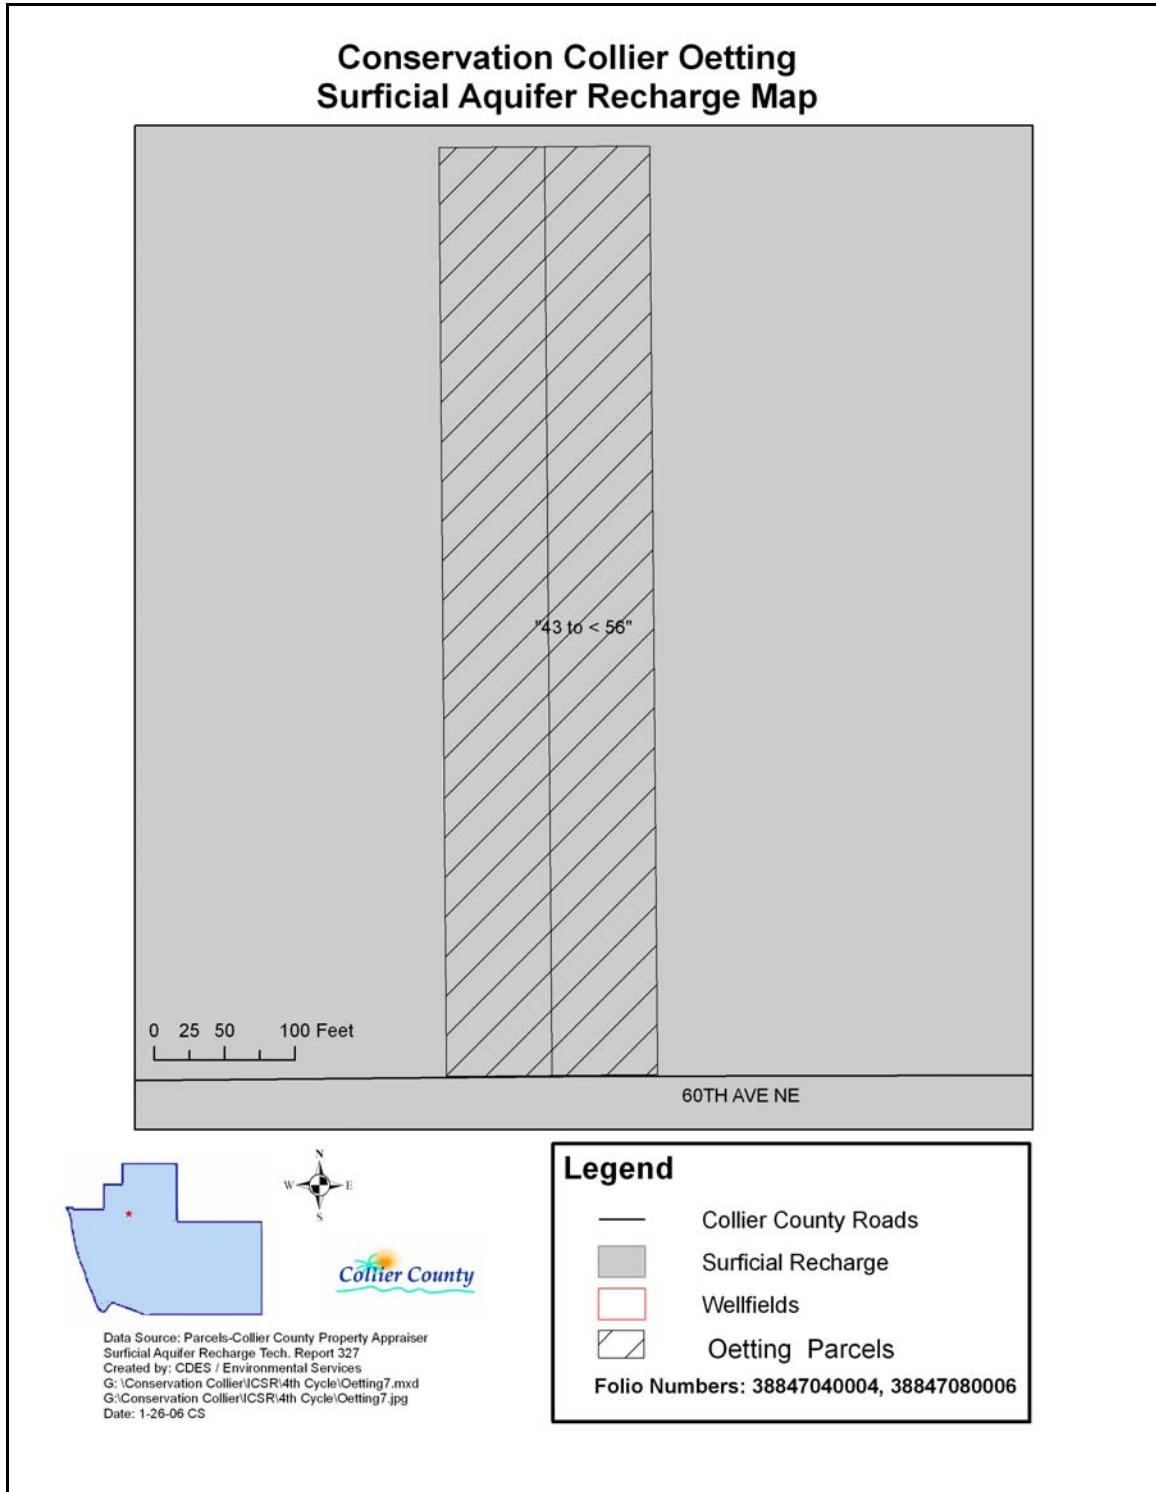 Conservation Collier Oetting
Surficial Aquifer Recharge Map
"43 to < 56"
0 25 50 100 Feet
60TH AVE NE
N
W E
S
Collier County
Data Source: Parcels-Collier County Property Appraiser
Surficial Aquifer Recharge Tech. Report 327
Created by: CDES / Environmental Services
G: \Conservation Collier\ICSR\4th Cycle\Oetting7.mxd
G:\Conservation Collier\ICSR\4th Cycle\Oetting7.jpg
Date: 1-26-06 CS
Legend
Collier County Roads
Surficial Recharge
Wellfields
Oetting Parcels
Folio Numbers: 38847040004, 38847080006